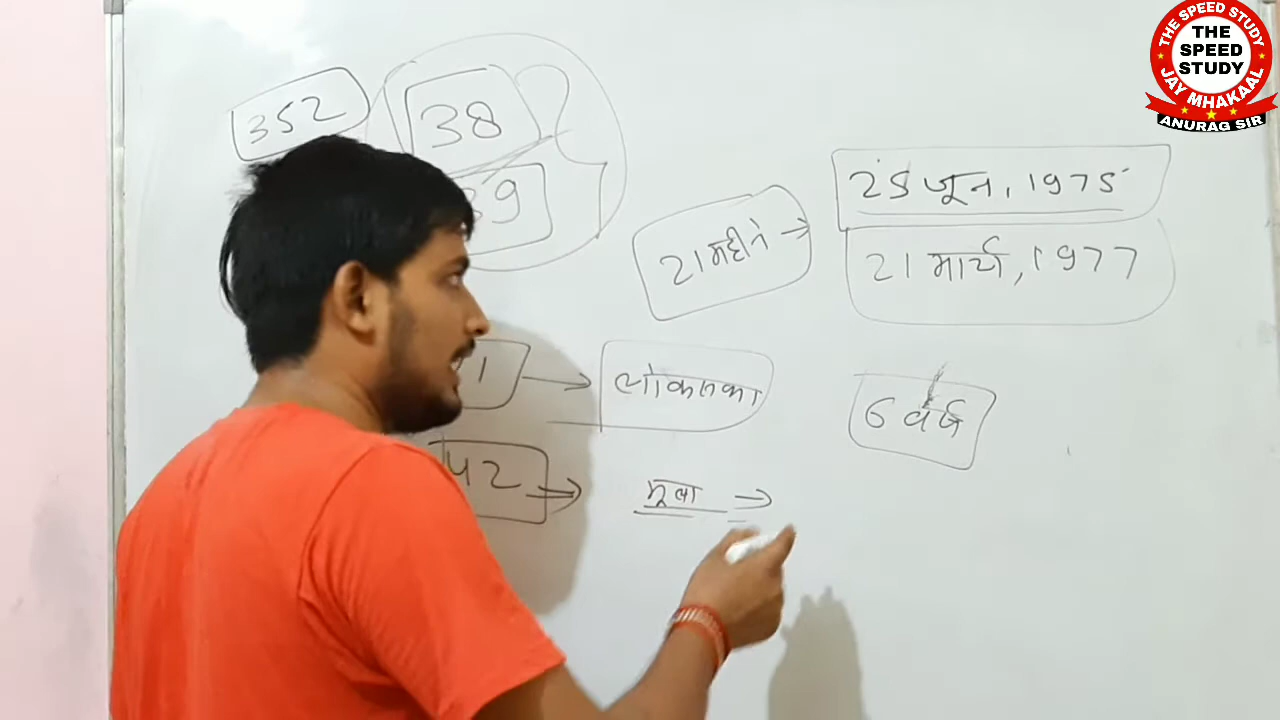 352
38
39
21 महीने →
25 जून, 1975
21 मार्च, 1977
1 →
6 वर्ष
42 ⇒
मूल →
THE SPEED STUDY
THE
SPEED
STUDY
JAY MHAKAAL
ANURAG SIR